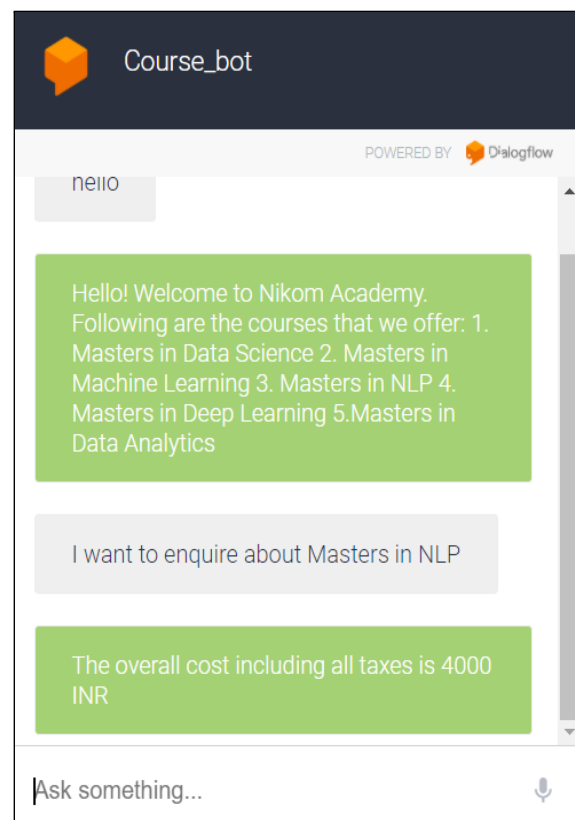 Course_bot
POWERED BY Dialogflow
hello
Hello! Welcome to Nikom Academy.
Following are the courses that we offer: 1.
Masters in Data Science 2. Masters in
Machine Learning 3. Masters in NLP 4.
Masters in Deep Learning 5.Masters in
Data Analytics
I want to enquire about Masters in NLP
The overall cost including all taxes is 4000
INR
Ask something...